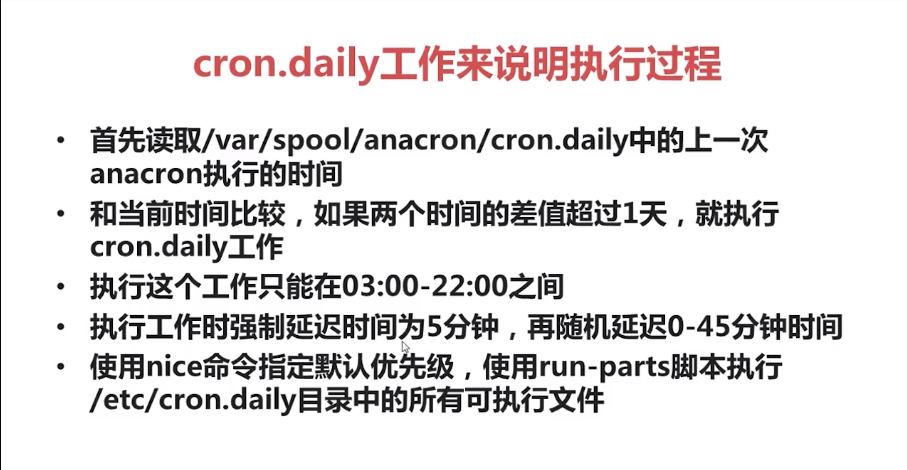 cron.daily工作来说明执行过程
• 首先读取/var/spool/anacron/cron.daily中的上一次
anacron执行的时间
• 和当前时间比较，如果两个时间的差值超过1天，就执行
cron.daily工作
• 执行这个工作只能在03:00-22:00之间
• 执行工作时强制延迟时间为5分钟，再随机延迟0-45分钟时间
• 使用nice命令指定默认优先级，使用run-parts脚本执行
/etc/cron.daily目录中的所有可执行文件